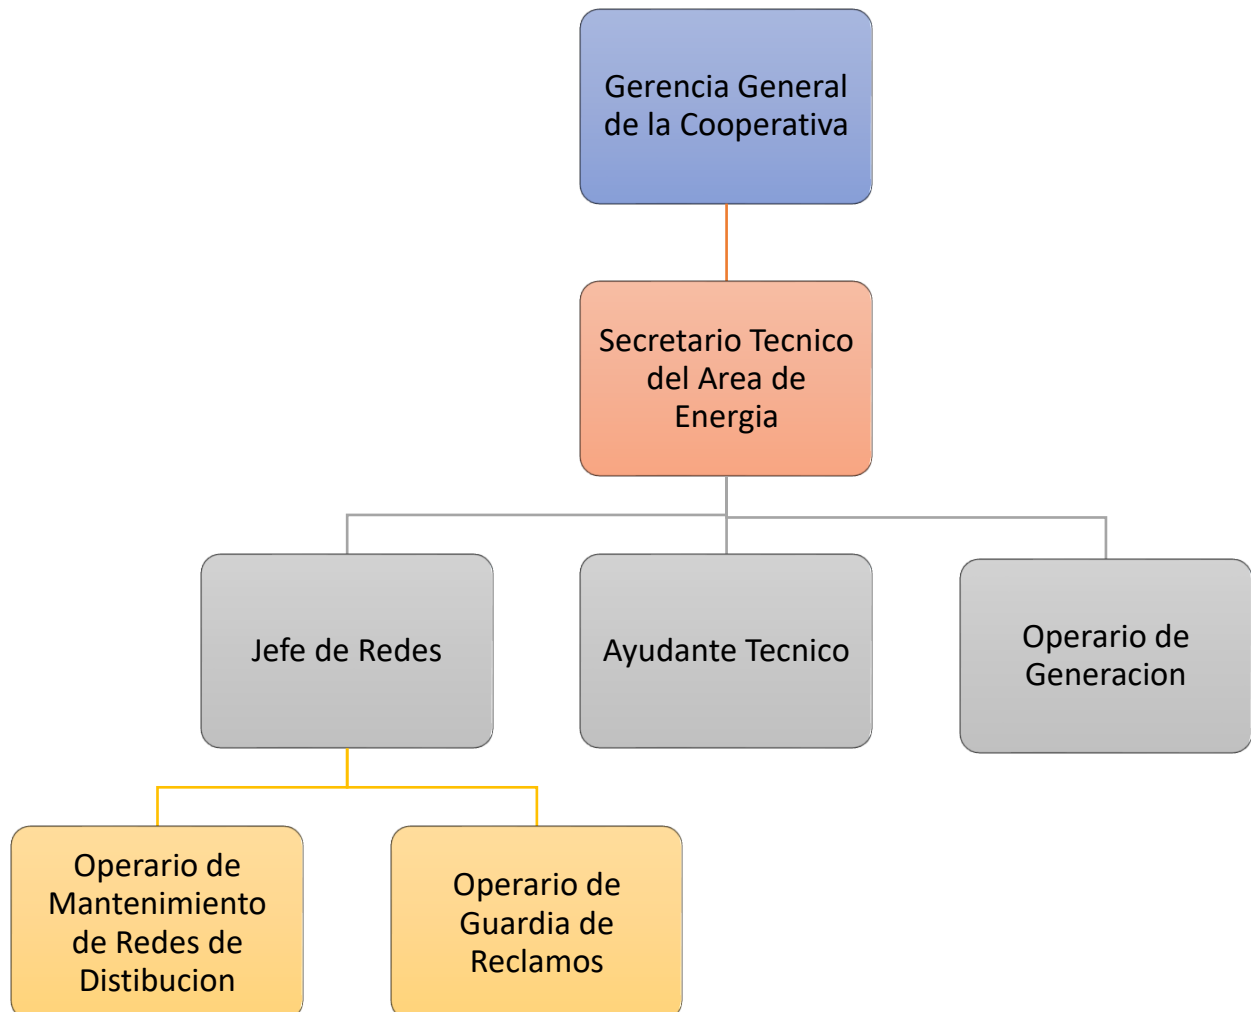 Gerencia General
de la Cooperativa
Secretario Tecnico
del Area de
Energia
Jefe de Redes
Ayudante Tecnico
Operario de
Generacion
Operario de
Mantenimiento
de Redes de
Distibucion
Operario de
Guardia de
Reclamos